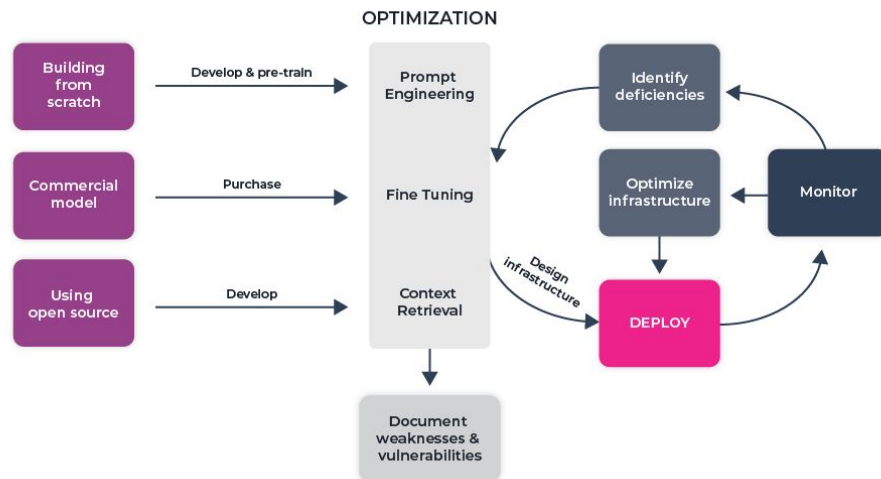 OPTIMIZATION
Building
from
scratch
Develop & pre-train
Prompt
Engineering
Identify
deficiencies
Commercial
model
Purchase
Fine Tuning
Optimize
infrastructure
Monitor
Using
open source
Develop
Context
Retrieval
Design
infrastructure
DEPLOY
Document
weaknesses &
vulnerabilities